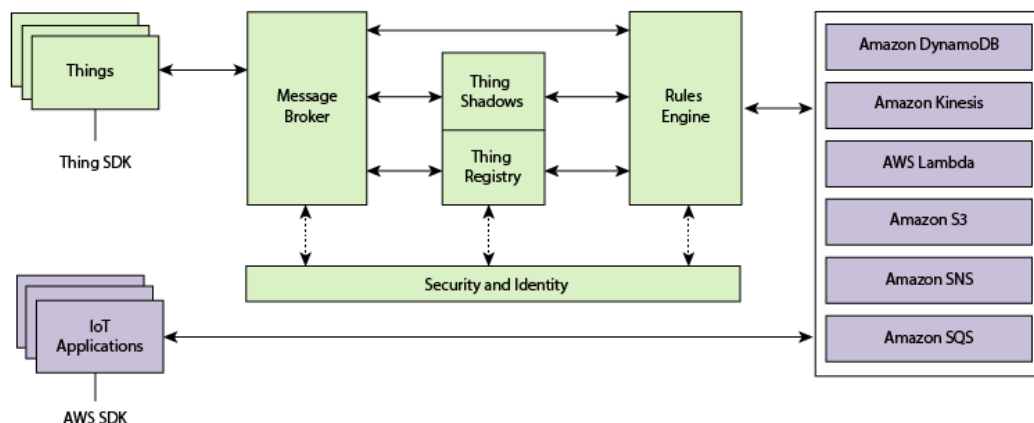 Things
Thing SDK
Message
Broker
Thing
Shadows
Thing
Registry
Rules
Engine
Security and Identity
Amazon DynamoDB
Amazon Kinesis
AWS Lambda
Amazon S3
Amazon SNS
Amazon SQS
IoT
Applications
AWS SDK